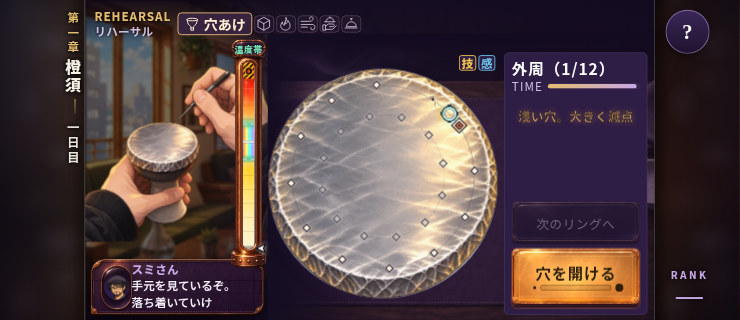 第一章 橙須 ― 一日目
REHEARSAL
リハーサル
穴あけ
温度帯
技 感
外周（1/12）
TIME
浅い穴。大きく減点
次のリングへ
穴を開ける
スミさん
手元を見ているぞ。
落ち着いていけ
?
RANK